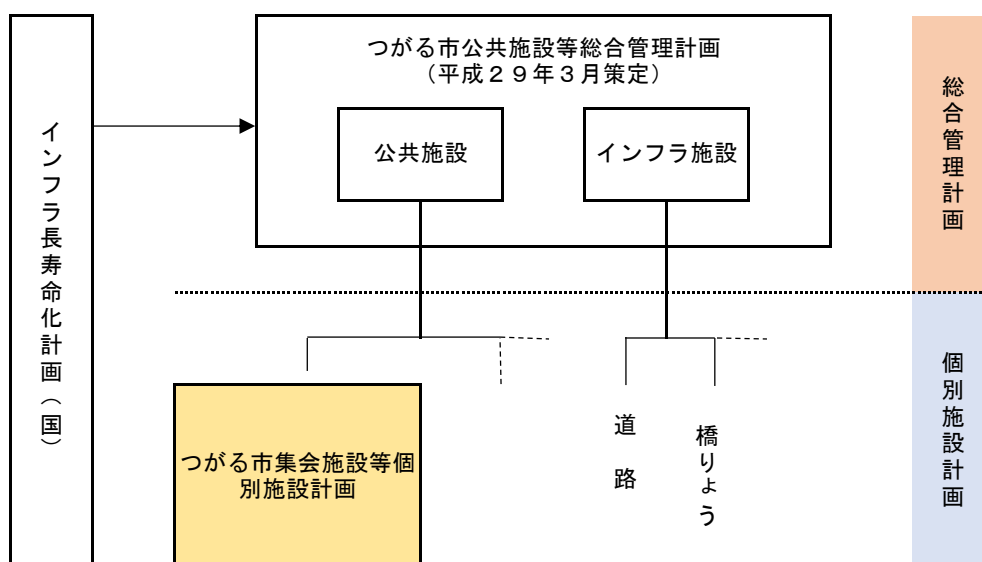 インフラ長寿命化計画（国）
つがる市公共施設等総合管理計画
（平成２９年３月策定）
公共施設
インフラ施設
総合管理計画
つがる市集会施設等個
別施設計画
道路
橋りょう
個別施設計画